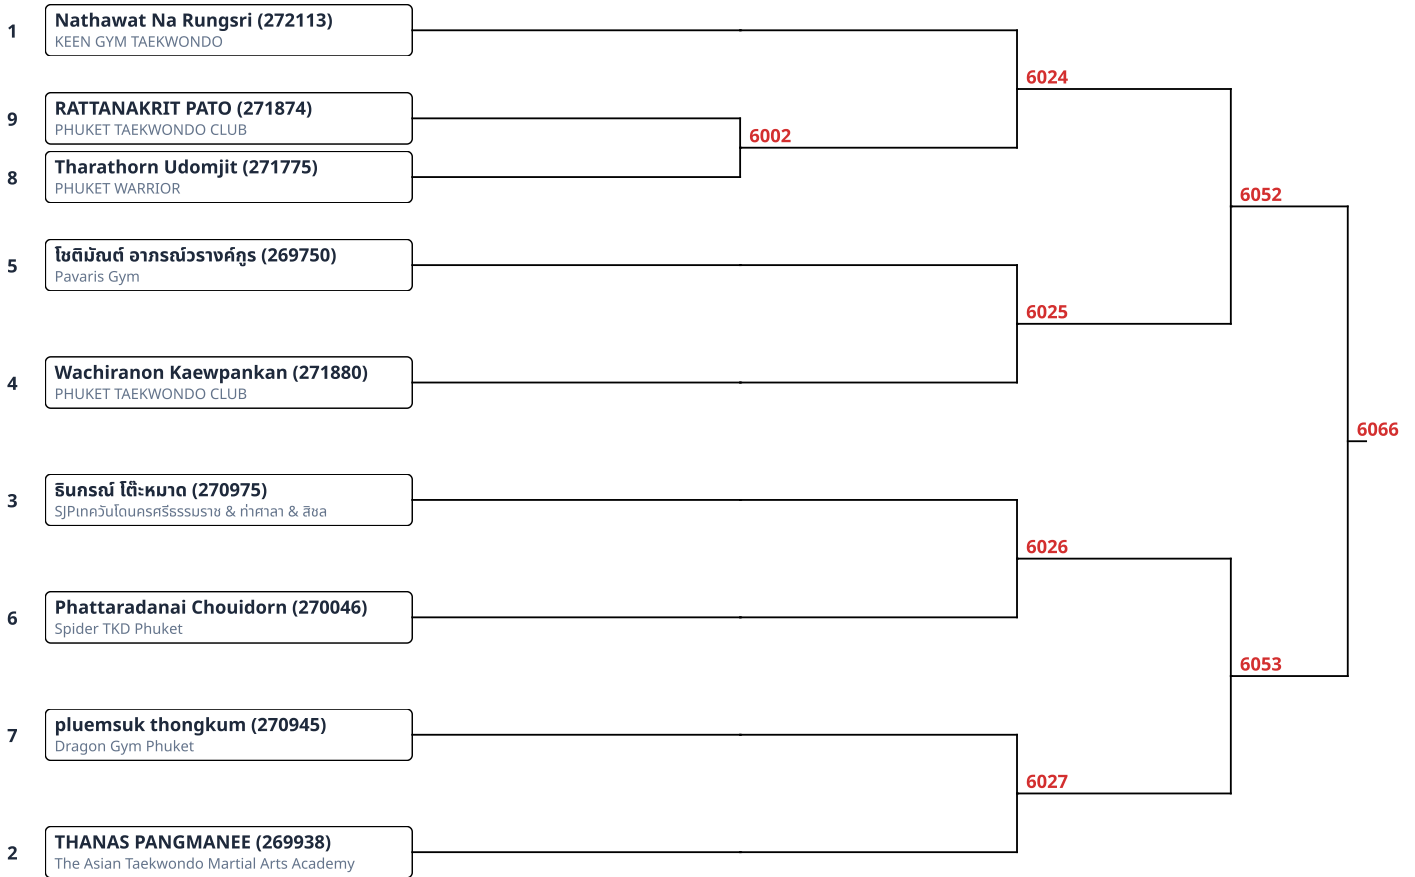 1
Nathawat Na Rungsri (272113)
KEEN GYM TAEKWONDO
6024
9
RATTANAKRIT PATO (271874)
PHUKET TAEKWONDO CLUB
6002
8
Tharathorn Udomjit (271775)
PHUKET WARRIOR
6052
5
โชติมัณต์ อาภรณ์วรางค์กูร (269750)
Pavaris Gym
6025
4
Wachiranon Kaewpankan (271880)
PHUKET TAEKWONDO CLUB
6066
3
ธินกรณ์ โต๊ะหมาด (270975)
SJPเทควันโดนครศรีธรรมราช & ท่าศาลา & สิชล
6026
6
Phattaradanai Chouidorn (270046)
Spider TKD Phuket
6053
7
pluemsuk thongkum (270945)
Dragon Gym Phuket
6027
2
THANAS PANGMANEE (269938)
The Asian Taekwondo Martial Arts Academy